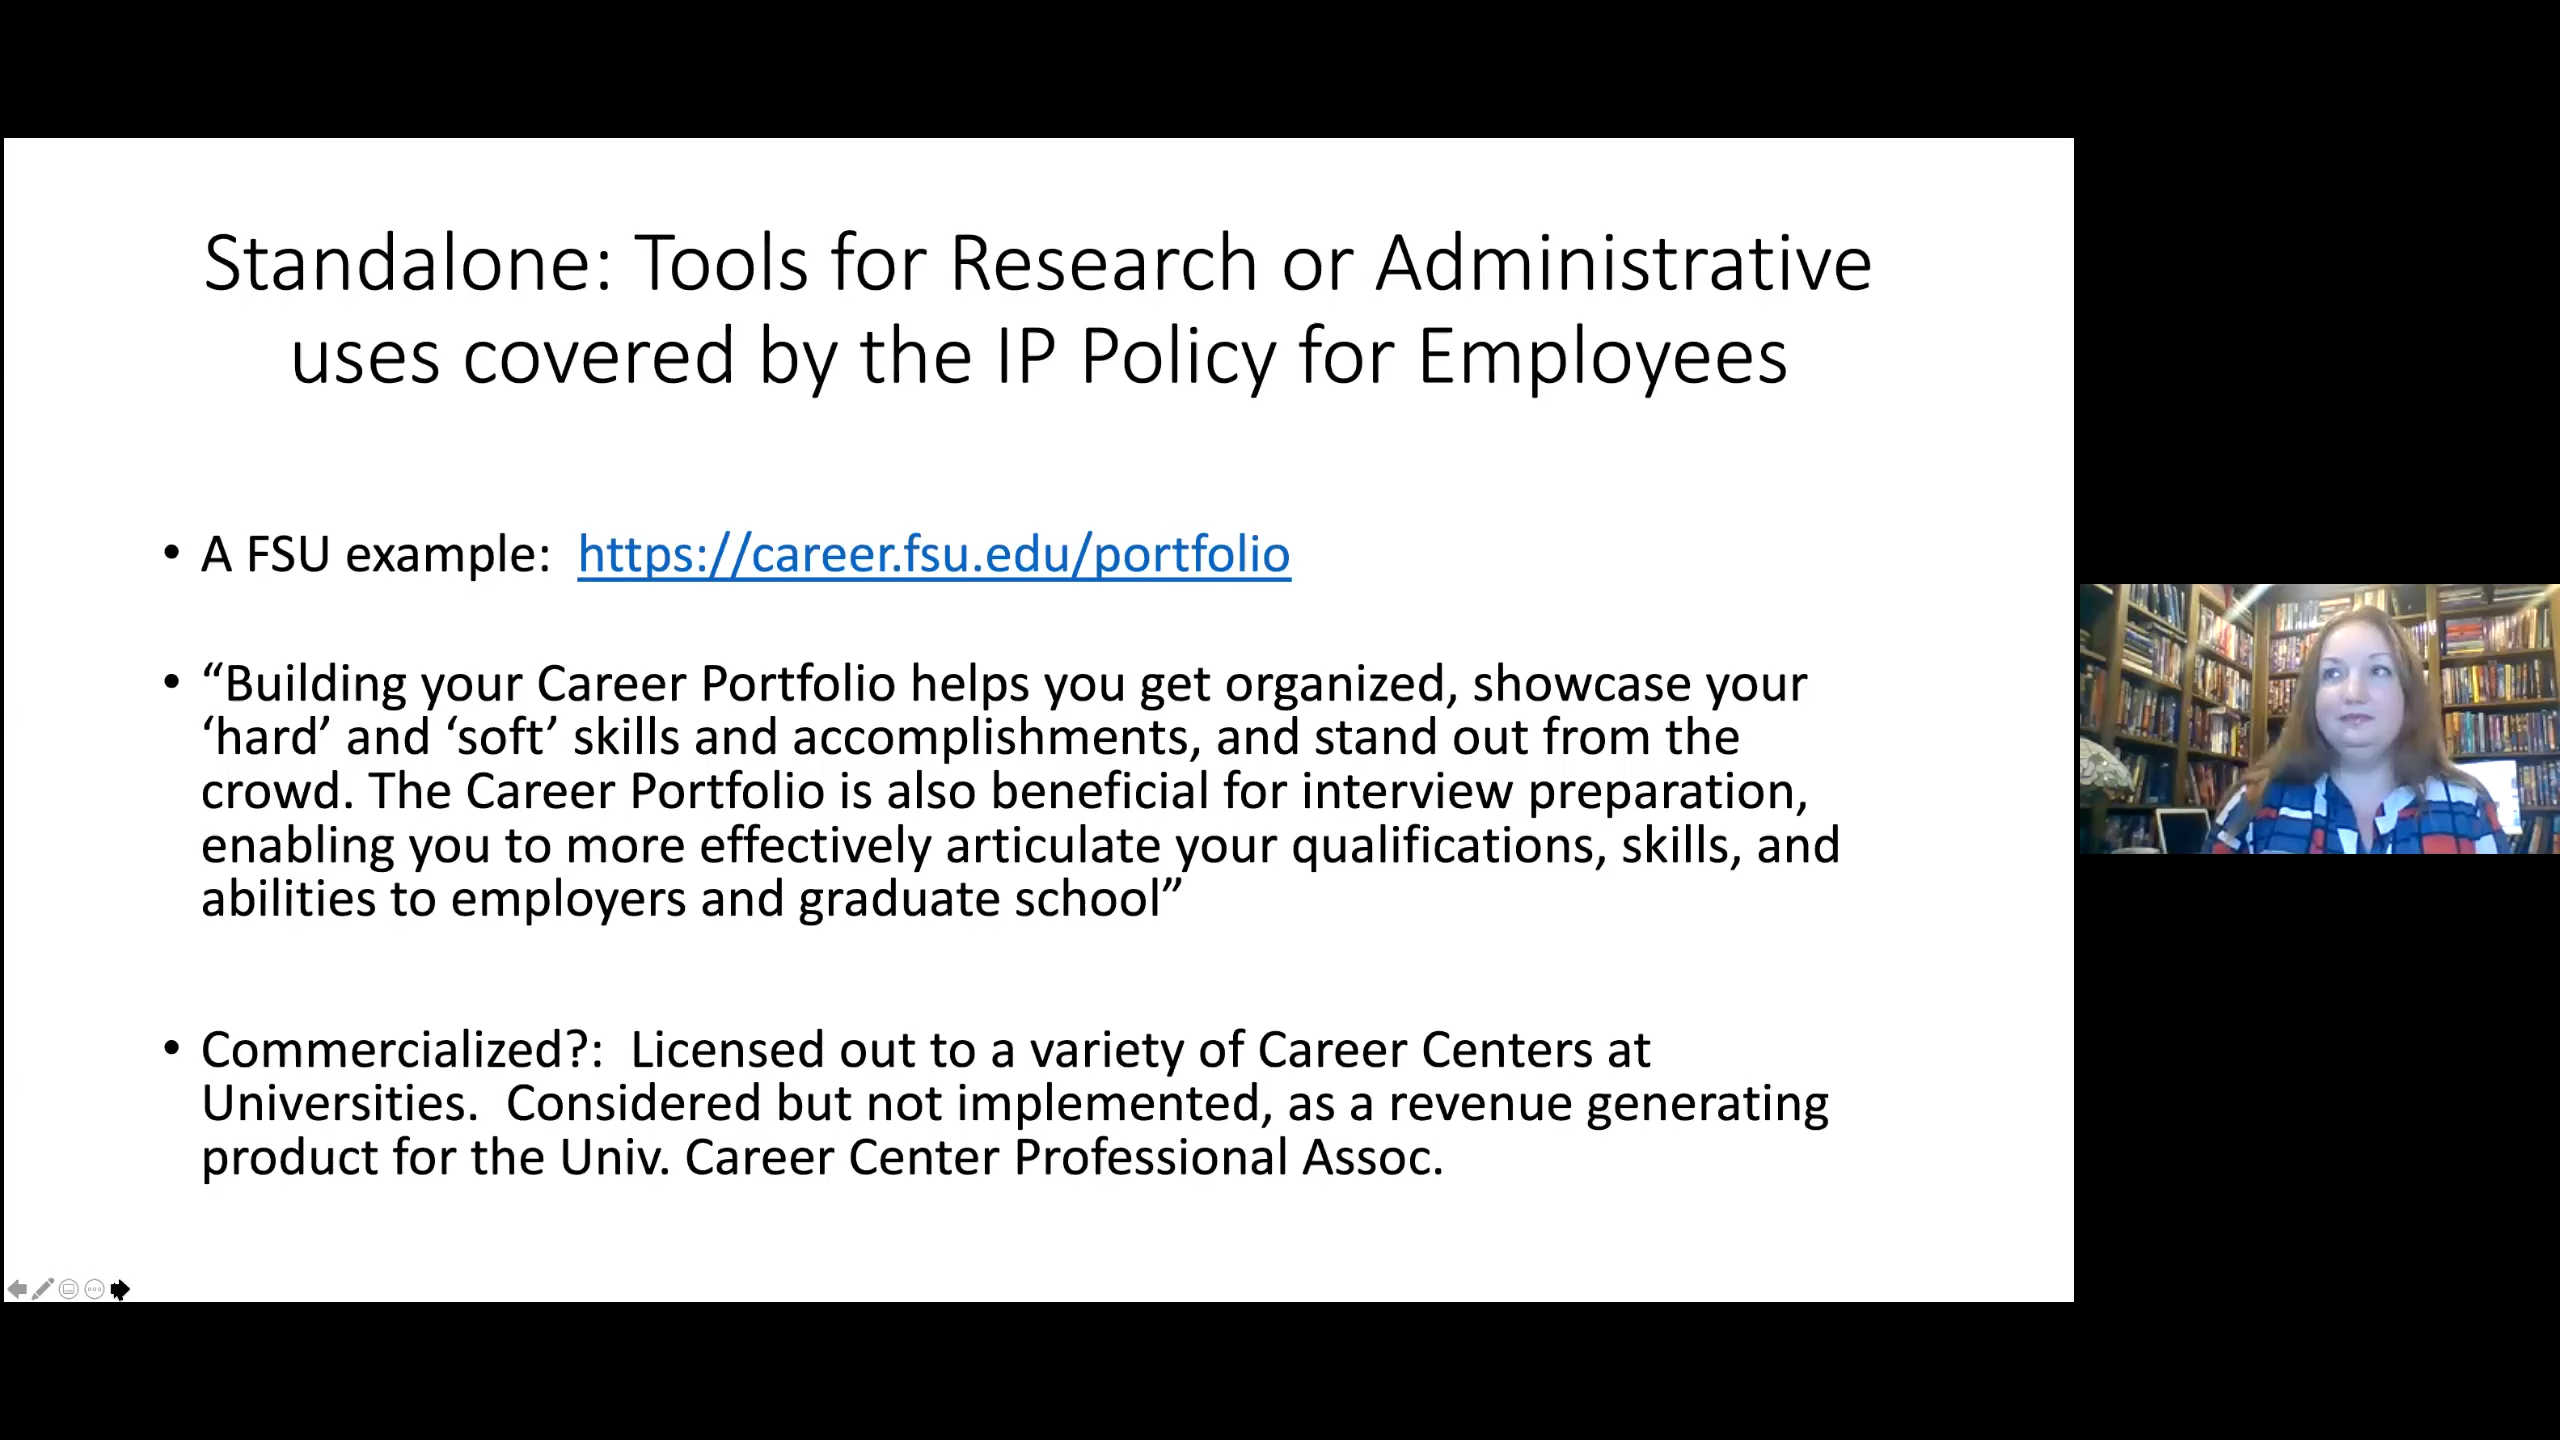 Standalone: Tools for Research or Administrative
uses covered by the IP Policy for Employees
• A FSU example:  https://career.fsu.edu/portfolio
• “Building your Career Portfolio helps you get organized, showcase your
‘hard’ and ‘soft’ skills and accomplishments, and stand out from the
crowd. The Career Portfolio is also beneficial for interview preparation,
enabling you to more effectively articulate your qualifications, skills, and
abilities to employers and graduate school”
• Commercialized?:  Licensed out to a variety of Career Centers at
Universities.  Considered but not implemented, as a revenue generating
product for the Univ. Career Center Professional Assoc.